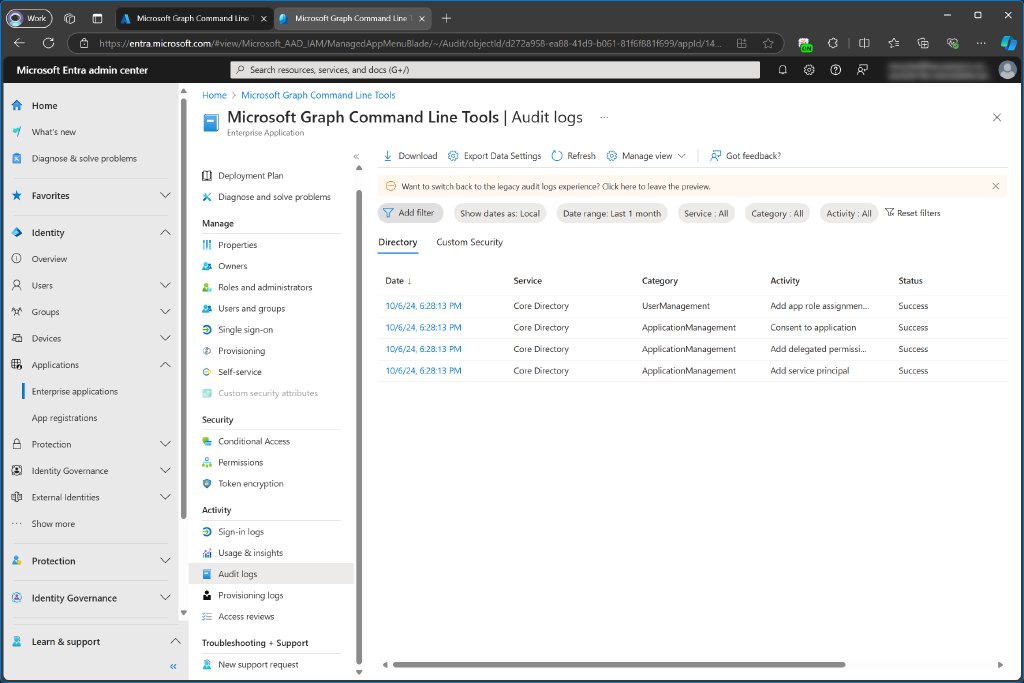 Work
Microsoft Graph Command Line
Microsoft Graph Command Line
https://entra.microsoft.com/#view/Microsoft_AAD_IAM/ManagedAppMenuBlade/~/Audit/objectId/d272a958-ea88-41d9-b061-81f6f881f699/appId/14...
ON
Microsoft Entra admin center
Search resources, services, and docs (G+/)
Home
What's new
Diagnose & solve problems
Favorites
Identity
Overview
Users
Groups
Devices
Applications
Enterprise applications
App registrations
Protection
Identity Governance
External Identities
Show more
Protection
Identity Governance
Learn & support
Home > Microsoft Graph Command Line Tools
Microsoft Graph Command Line Tools | Audit logs ...
Enterprise Application
Deployment Plan
Diagnose and solve problems
Manage
Properties
Owners
Roles and administrators
Users and groups
Single sign-on
Provisioning
Self-service
Custom security attributes
Security
Conditional Access
Permissions
Token encryption
Activity
Sign-in logs
Usage & insights
Audit logs
Provisioning logs
Access reviews
Troubleshooting + Support
New support request
Download Export Data Settings Refresh Manage view Got feedback?
Want to switch back to the legacy audit logs experience? Click here to leave the preview.
Add filter Show dates as: Local Date range: Last 1 month Service : All Category : All Activity : All Reset filters
Directory Custom Security
Date ↓ Service Category Activity Status
10/6/24, 6:28:13 PM Core Directory UserManagement Add app role assignmen... Success
10/6/24, 6:28:13 PM Core Directory ApplicationManagement Consent to application Success
10/6/24, 6:28:13 PM Core Directory ApplicationManagement Add delegated permissi... Success
10/6/24, 6:28:13 PM Core Directory ApplicationManagement Add service principal Success